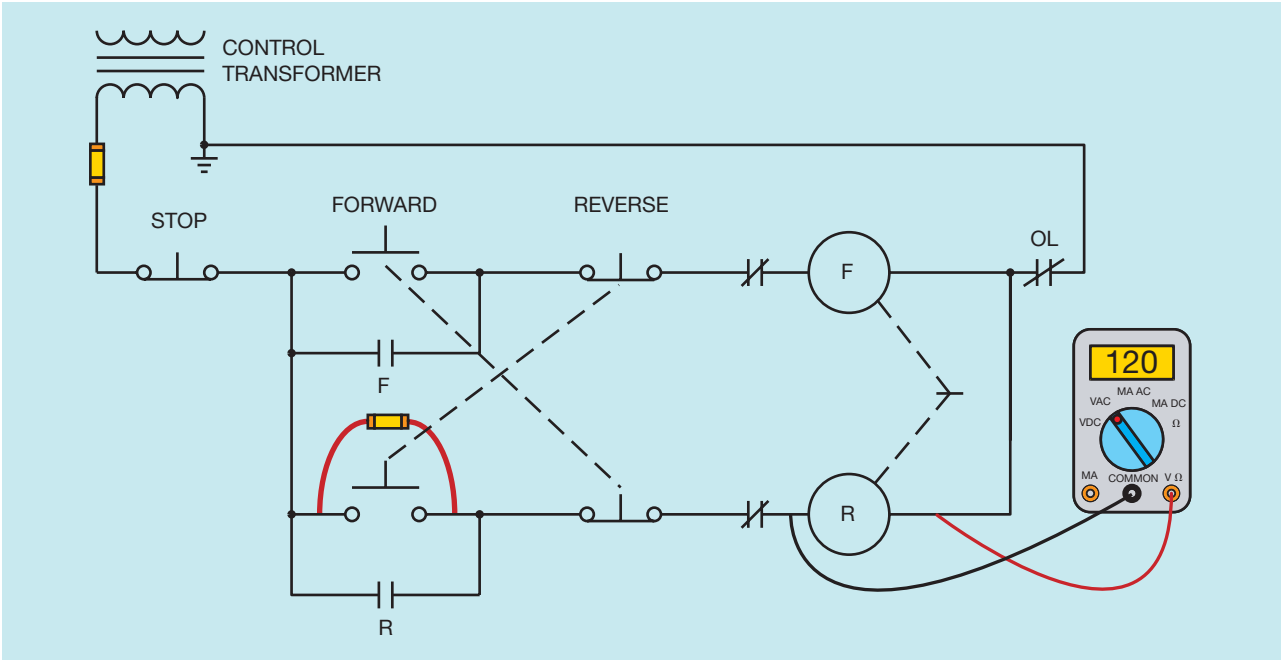 CONTROL
TRANSFORMER
STOP
FORWARD
REVERSE
F
OL
F
120
MA AC
VAC
MA DC
VDC
Ω
MA
COMMON
V Ω
R
R